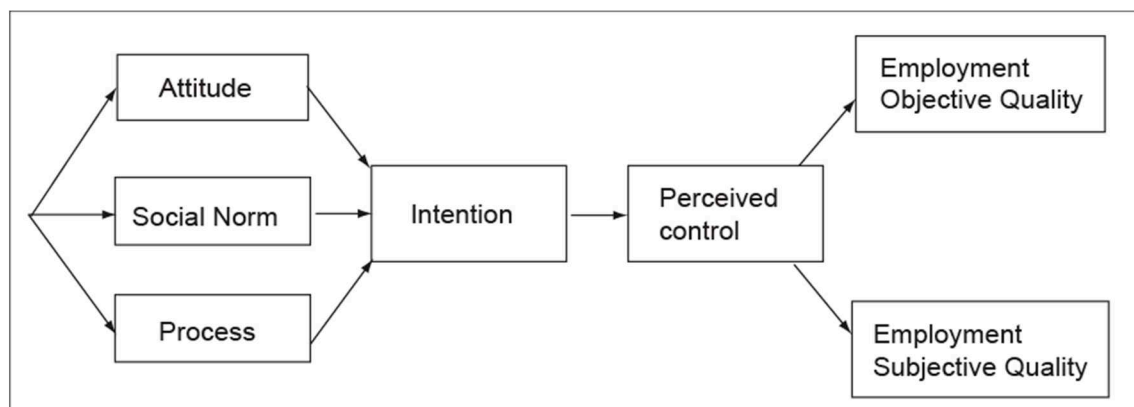 Attitude
Social Norm
Process
Intention
Perceived
control
Employment
Objective Quality
Employment
Subjective Quality